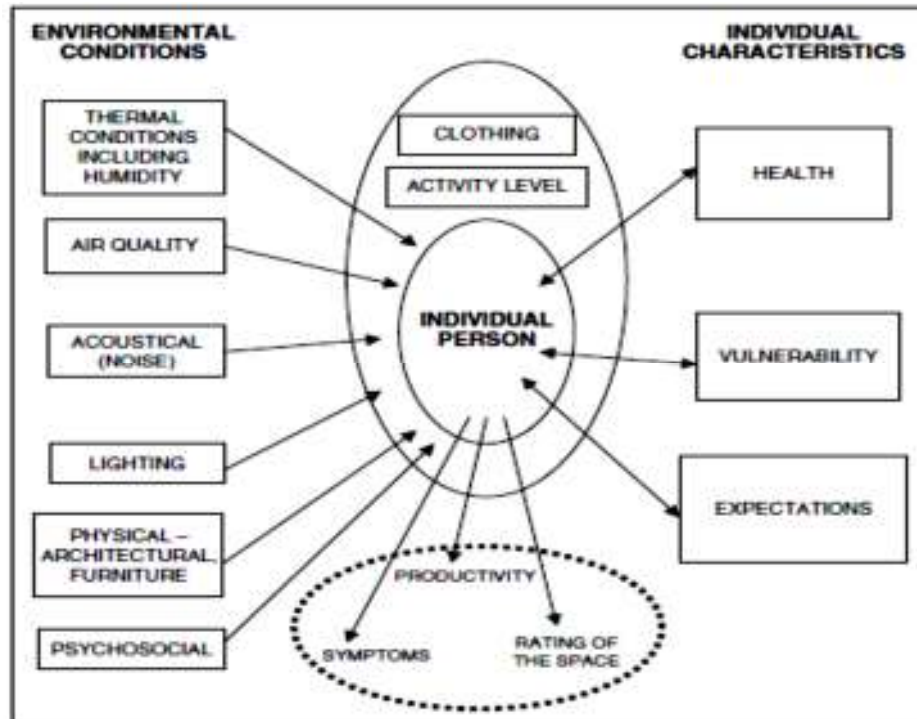 ENVIRONMENTAL
CONDITIONS
THERMAL
CONDITIONS
INCLUDING
HUMIDITY
AIR QUALITY
ACOUSTICAL
(NOISE)
LIGHTING
PHYSICAL –
ARCHITECTURAL
FURNITURE
PSYCHOSOCIAL
CLOTHING
ACTIVITY LEVEL
INDIVIDUAL
PERSON
PRODUCTIVITY
SYMPTOMS
RATING OF
THE SPACE
INDIVIDUAL
CHARACTERISTICS
HEALTH
VULNERABILITY
EXPECTATIONS